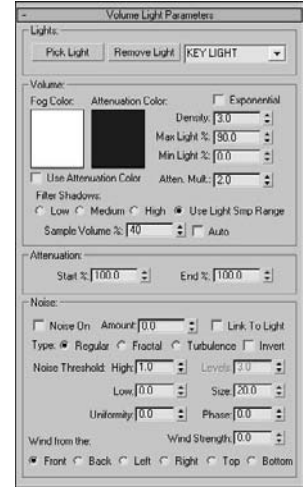 - Volume Light Parameters
Lights:
Pick Light Remove Light KEY LIGHT
Volume:
Fog Color: Attenuation Color: Exponential
Density: 3.0
Max Light %: 90.0
Min Light %: 0.0
Use Attenuation Color Atten. Mult.: 2.0
Filter Shadows:
Low Medium High Use Light Smp Range
Sample Volume %: 40 Auto
Attenuation:
Start %: 100.0 End %: 100.0
Noise:
Noise On Amount: 0.0 Link To Light
Type: Regular Fractal Turbulence Invert
Noise Threshold: High: 1.0 Levels: 3.0
Low: 0.0 Size: 20.0
Uniformity: 0.0 Phase: 0.0
Wind from the: Wind Strength: 0.0
Front Back Left Right Top Bottom